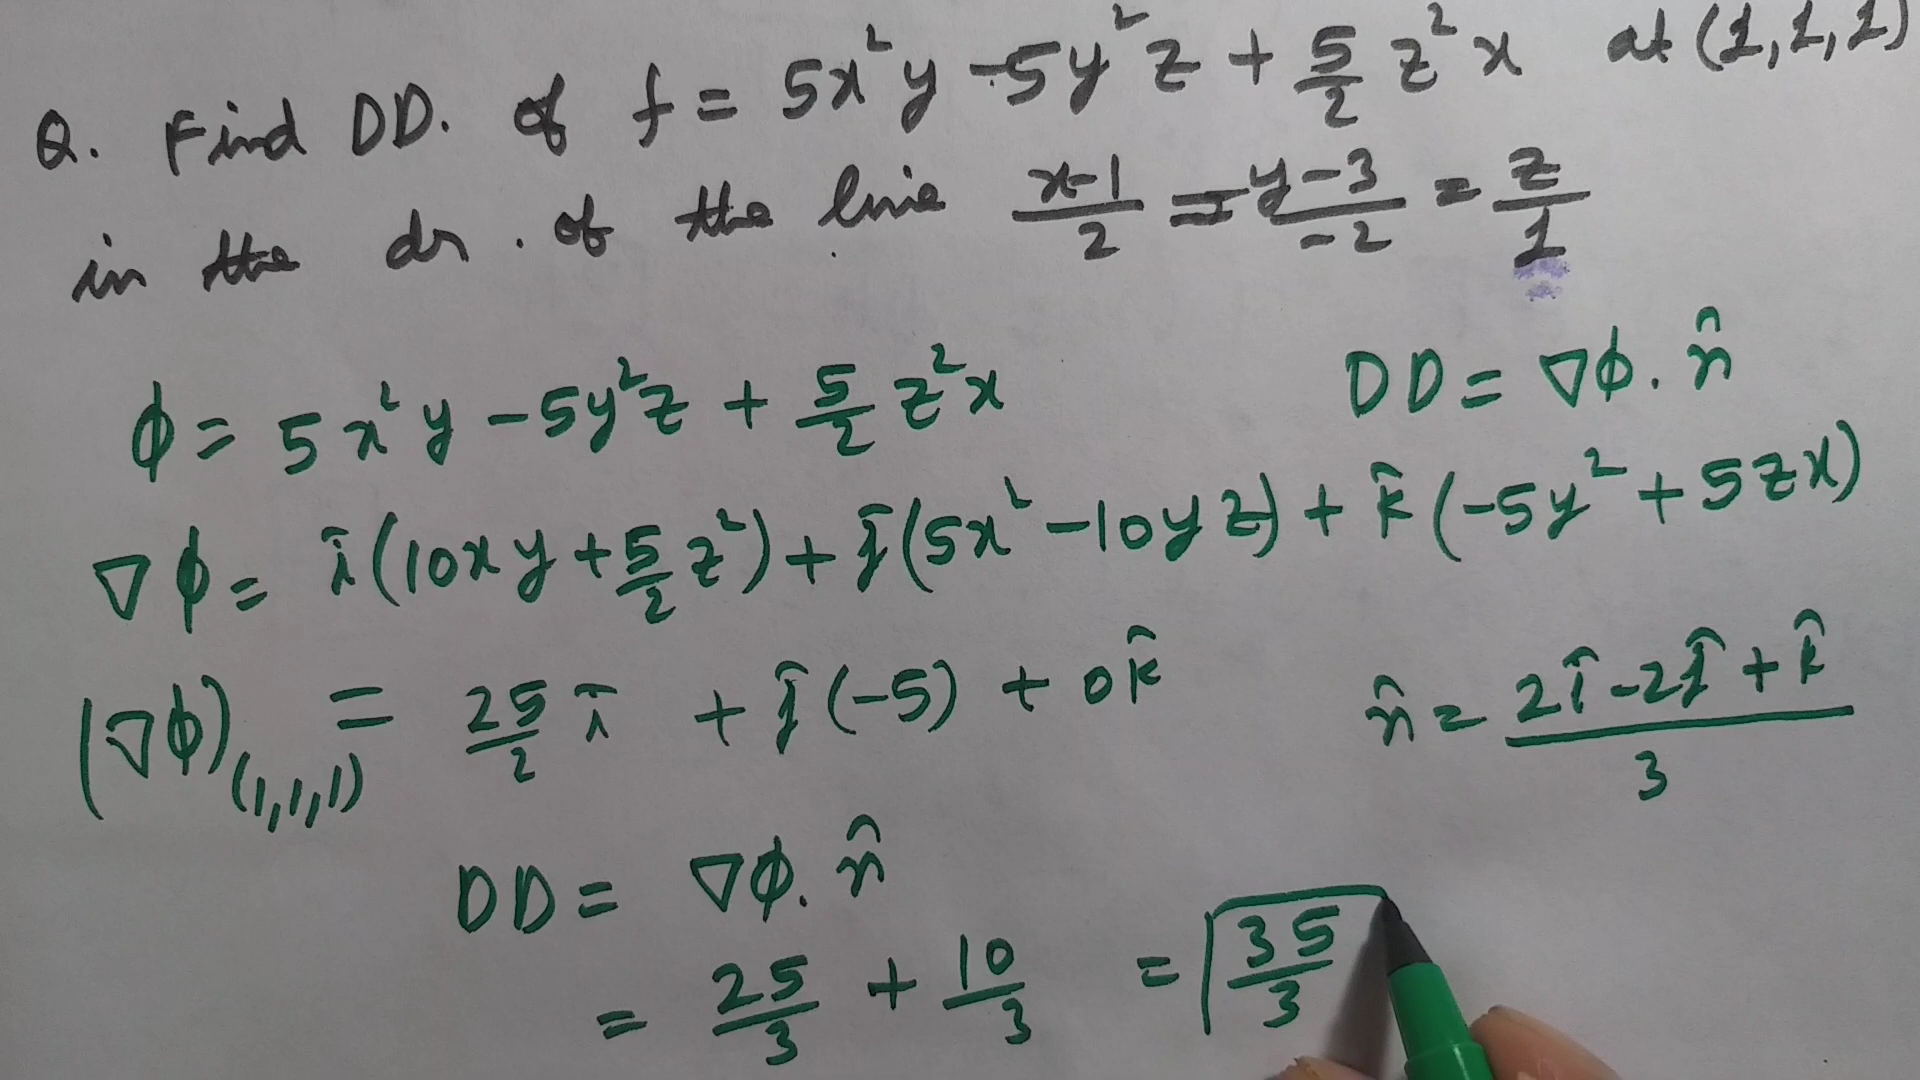 Q. Find DD. of f = 5x²y - 5y²z + 5/2 z²x at (1,1,1)
in the dr. of the line x-1/2 = y-3/-2 = z/1
ϕ = 5x²y - 5y²z + 5/2 z²x DD = ∇ϕ. n̂
∇ϕ = î(10xy + 5/2 z²) + ĵ(5x² - 10yz) + k̂(-5y² + 5zx)
(∇ϕ)(1,1,1) = 25/2 î + ĵ(-5) + 0k̂ n̂ = 2î - 2ĵ + k̂/3
DD = ∇ϕ. n̂
= 25/3 + 10/3 = 35/3